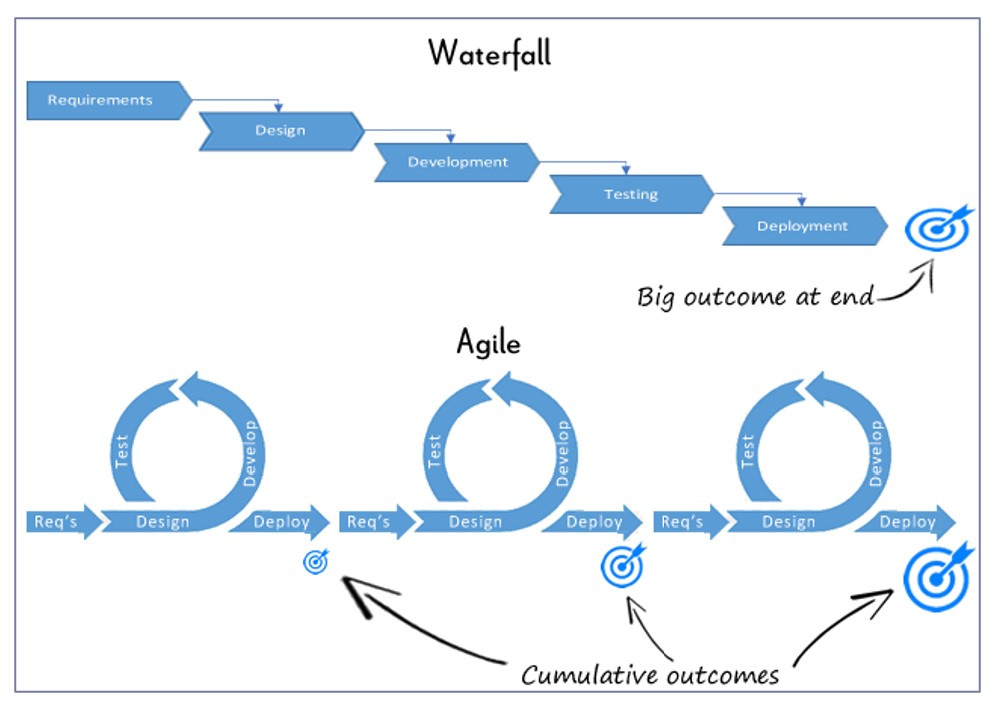 Waterfall
Requirements
Design
Development
Testing
Deployment
Big outcome at end
Agile
Test
Develop
Req's
Design
Deploy
Test
Develop
Req's
Design
Deploy
Test
Develop
Req's
Design
Deploy
Cumulative outcomes